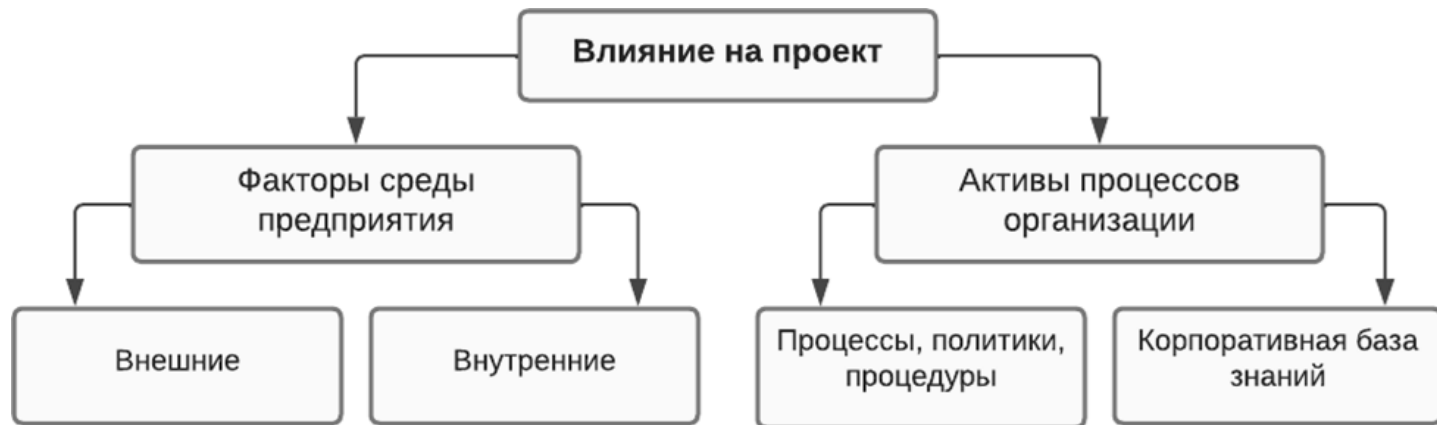 Влияние на проект
Факторы среды
предприятия
Активы процессов
организации
Внешние
Внутренние
Процессы, политики,
процедуры
Корпоративная база
знаний